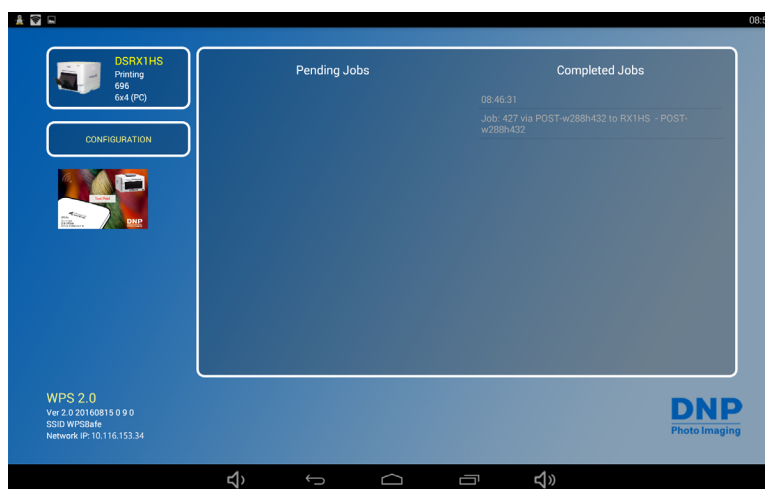 08:5
DSRX1HS
Printing
696
6x4 (PC)
CONFIGURATION
Test Print
DNP
Pending Jobs
Completed Jobs
08:46:31
Job: 427 via POST-w288h432 to RX1HS - POST-
w288h432
WPS 2.0
Ver 2.0 20160815 0 9 0
SSID WPS8afe
Network IP: 10.116.153.34
DNP
Photo Imaging